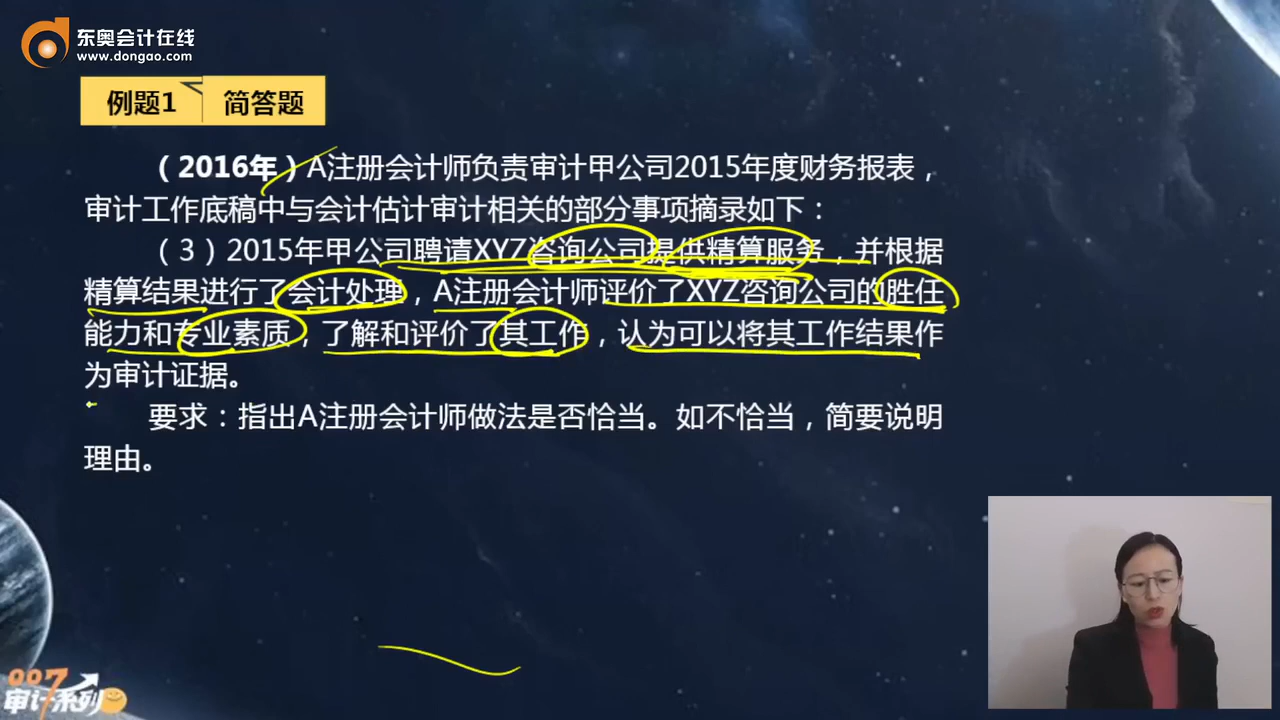 东奥会计在线
www.dongao.com
例题1 简答题
（2016年）A注册会计师负责审计甲公司2015年度财务报表，
审计工作底稿中与会计估计审计相关的部分事项摘录如下：
（3）2015年甲公司聘请XYZ咨询公司提供精算服务，并根据
精算结果进行了会计处理，A注册会计师评价了XYZ咨询公司的胜任
能力和专业素质，了解和评价了其工作，认为可以将其工作结果作
为审计证据。
要求：指出A注册会计师做法是否恰当。如不恰当，简要说明
理由。
007
审计系列